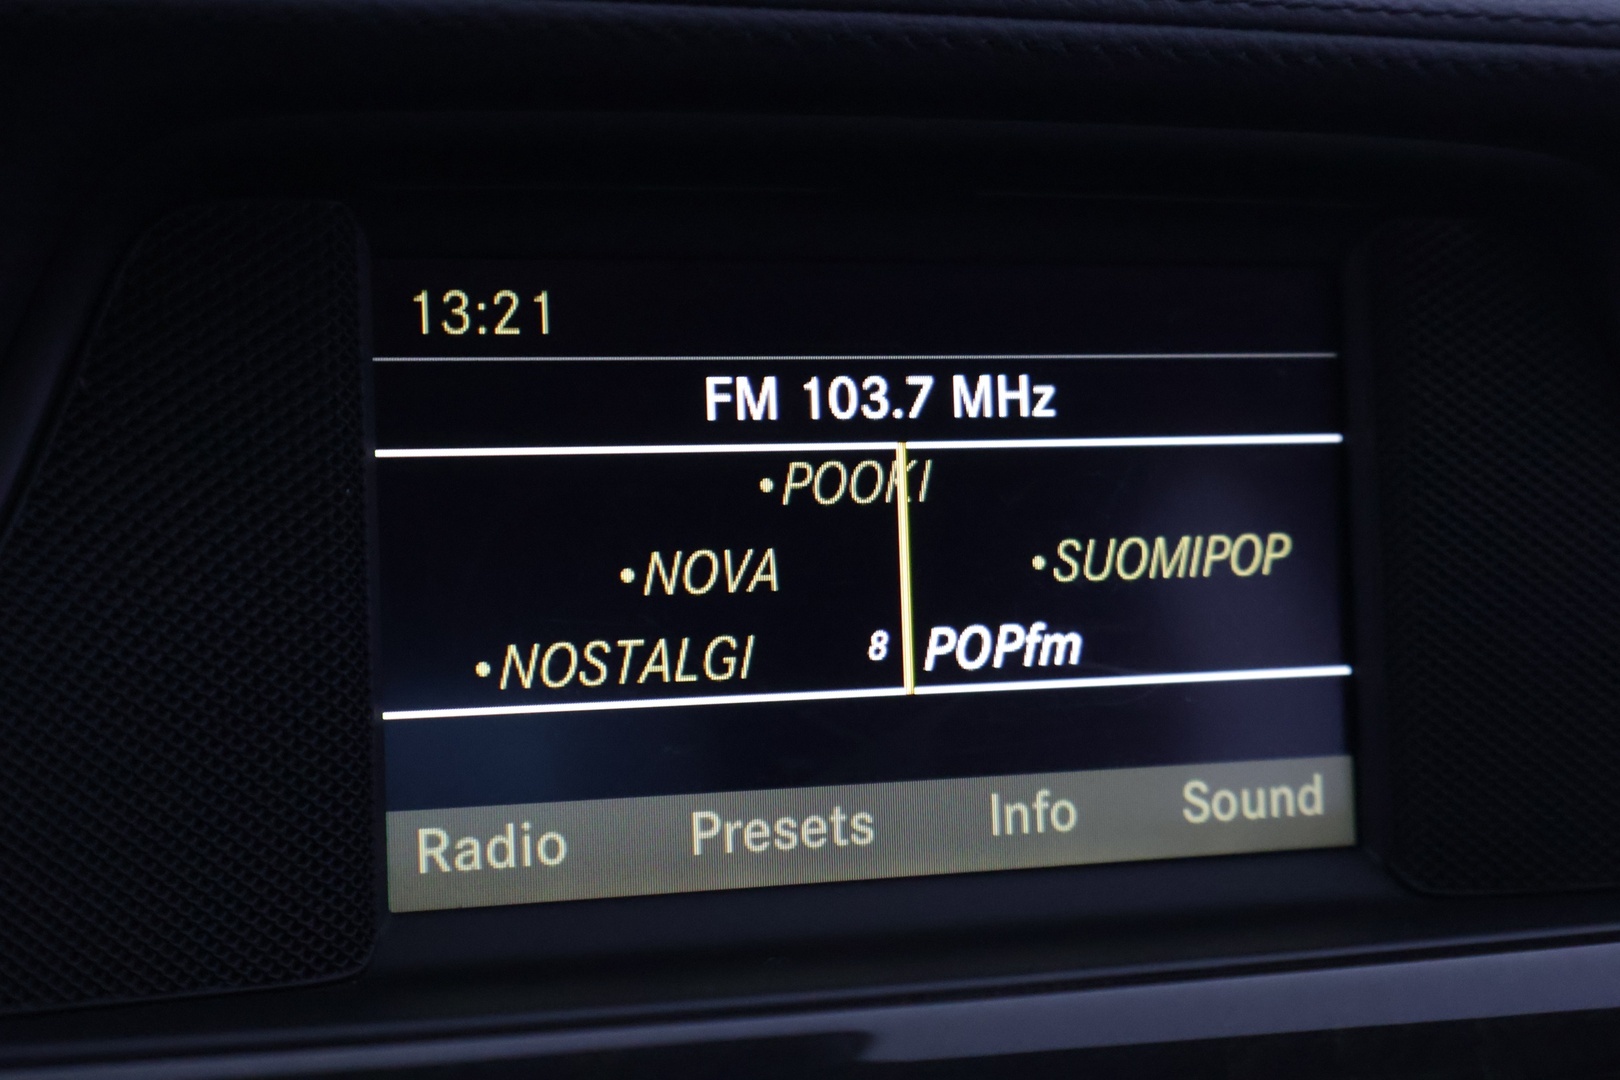 13:21
FM 103.7 MHz
•POOKI
•NOVA
•SUOMIPOP
•NOSTALGI
8 POPfm
Radio Presets Info Sound